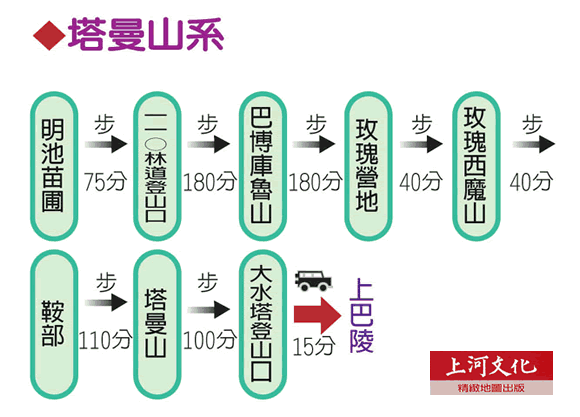 ◆塔曼山系
明池苗圃
步
75分
一一○林道登山口
步
180分
巴博庫魯山
步
180分
玫瑰營地
步
40分
玫瑰西魔山
步
40分
鞍部
步
110分
塔曼山
步
100分
大水塔登山口
15分
上巴陵
上河文化
精緻地圖出版